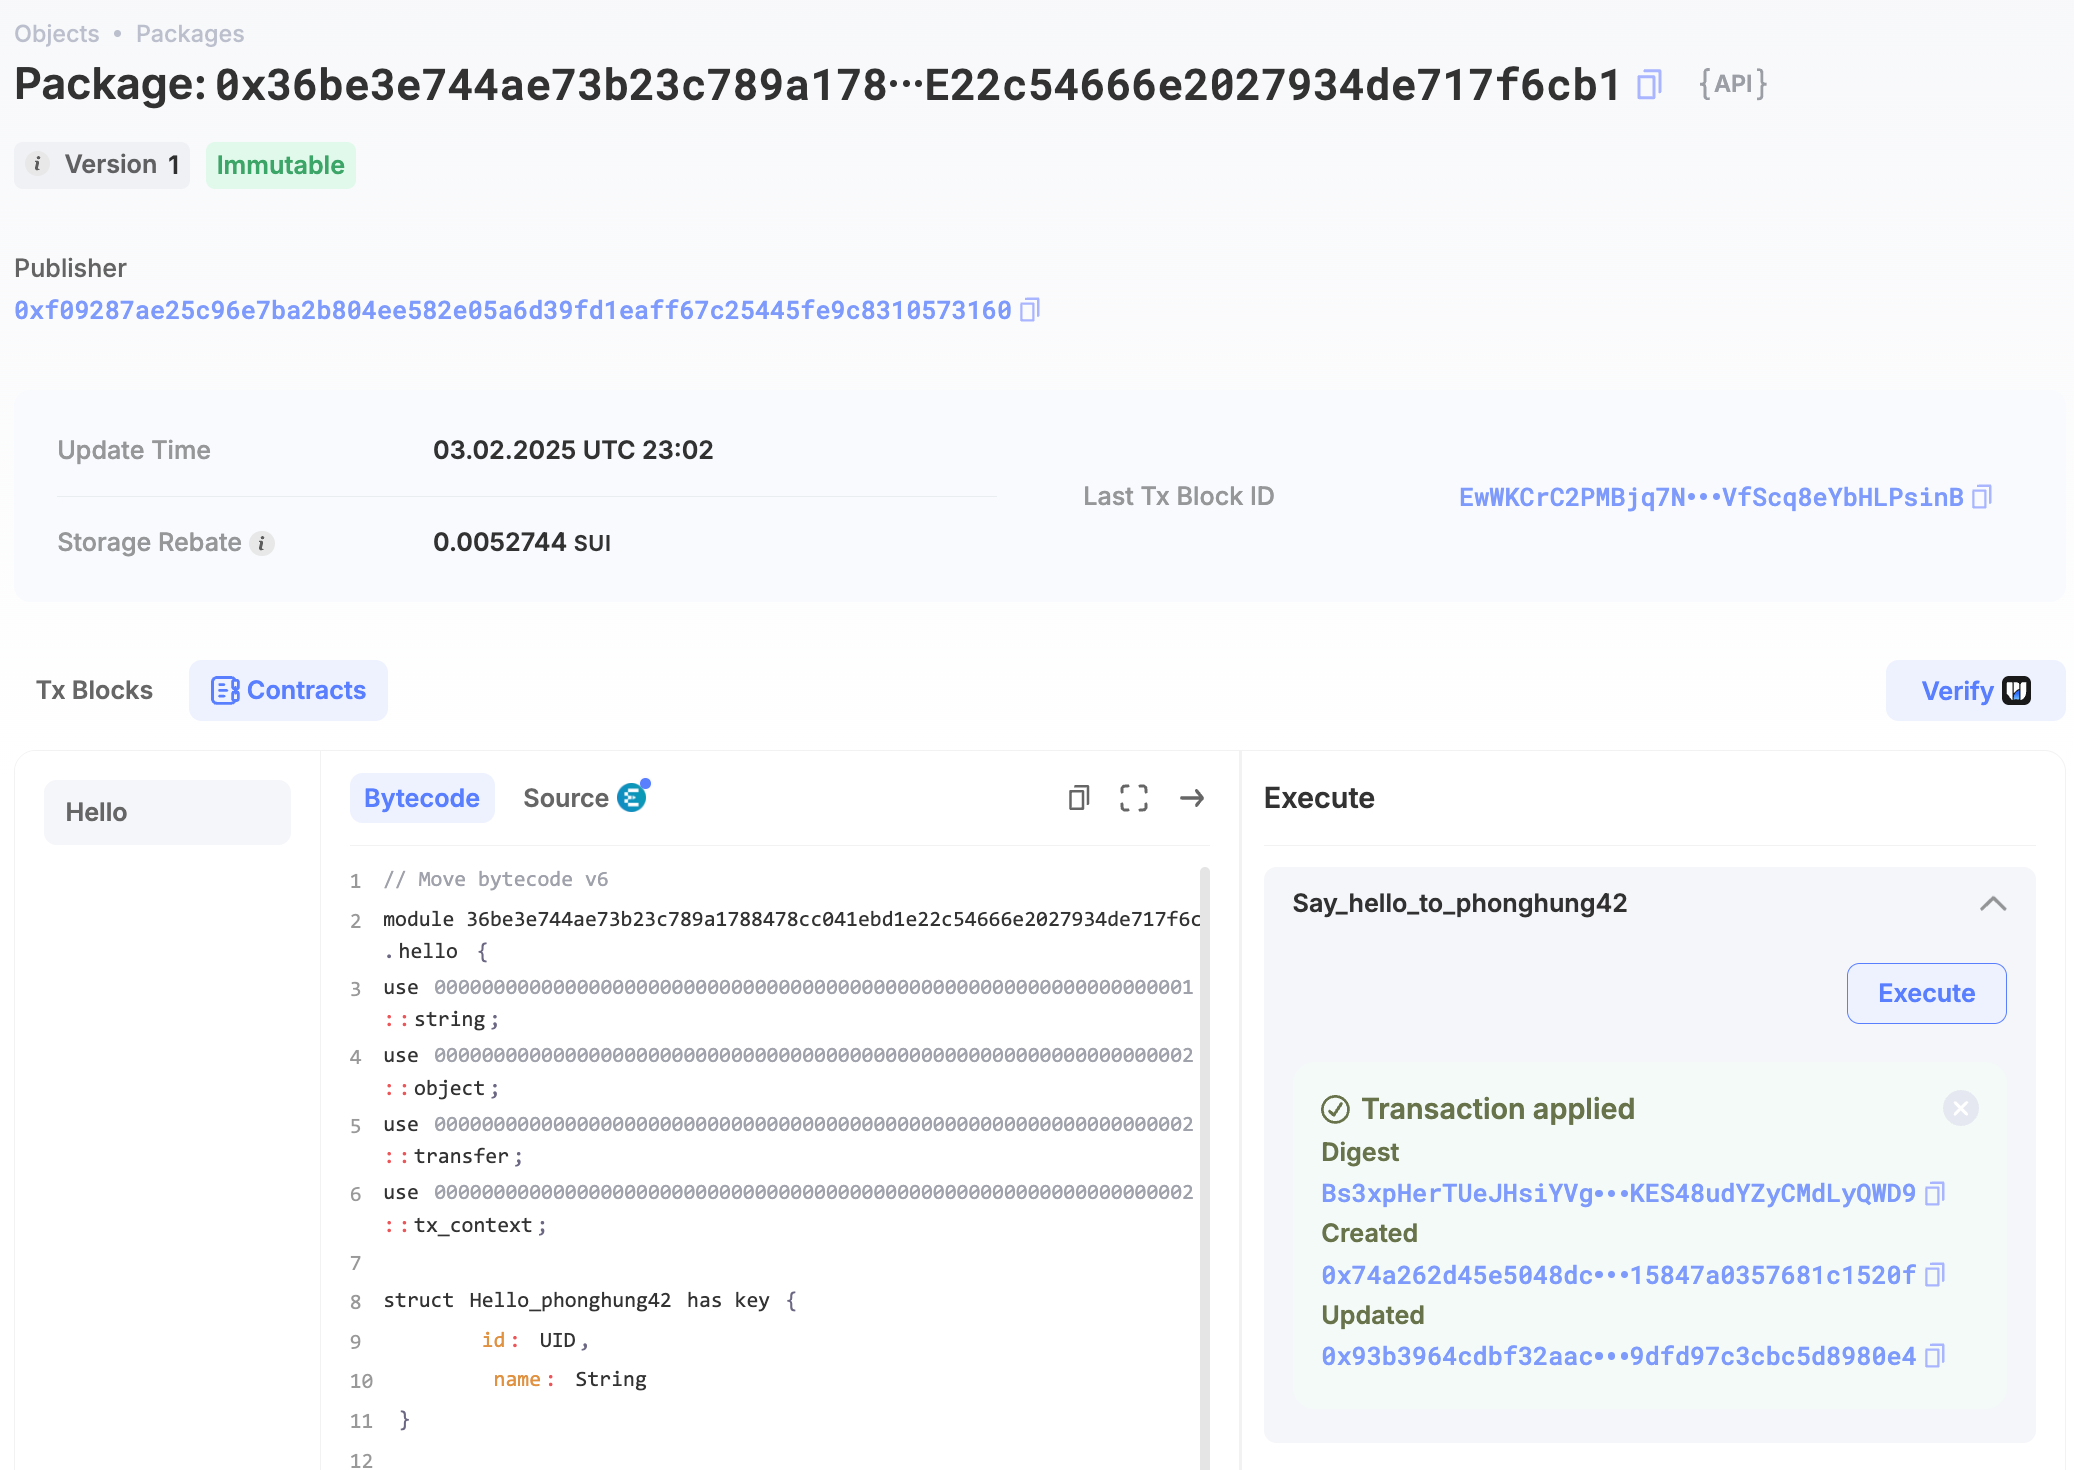 Objects • Packages
Package: 0x36be3e744ae73b23c789a178···E22c54666e2027934de717f6cb1 {API}
i Version 1 Immutable
Publisher
0xf09287ae25c96e7ba2b804ee582e05a6d39fd1eaff67c25445fe9c8310573160
Update Time 03.02.2025 UTC 23:02
Last Tx Block ID EwWKCrC2PMBjq7N•••VfScq8eYbHLPsinB
Storage Rebate i 0.0052744 SUI
Tx Blocks Contracts Verify
Hello
Bytecode Source
1 // Move bytecode v6
2 module 36be3e744ae73b23c789a1788478cc041ebd1e22c54666e2027934de717f6c
.hello {
3 use 0000000000000000000000000000000000000000000000000000000000000001
::string;
4 use 0000000000000000000000000000000000000000000000000000000000000002
::object;
5 use 0000000000000000000000000000000000000000000000000000000000000002
::transfer;
6 use 0000000000000000000000000000000000000000000000000000000000000002
::tx_context;
7
8 struct Hello_phonghung42 has key {
9 id: UID,
10 name: String
11 }
12
Execute
Say_hello_to_phonghung42
Execute
Transaction applied
Digest
Bs3xpHerTUeJHsiYVg•••KES48udYZyCMdLyQWD9
Created
0x74a262d45e5048dc•••15847a0357681c1520f
Updated
0x93b3964cdbf32aac•••9dfd97c3cbc5d8980e4